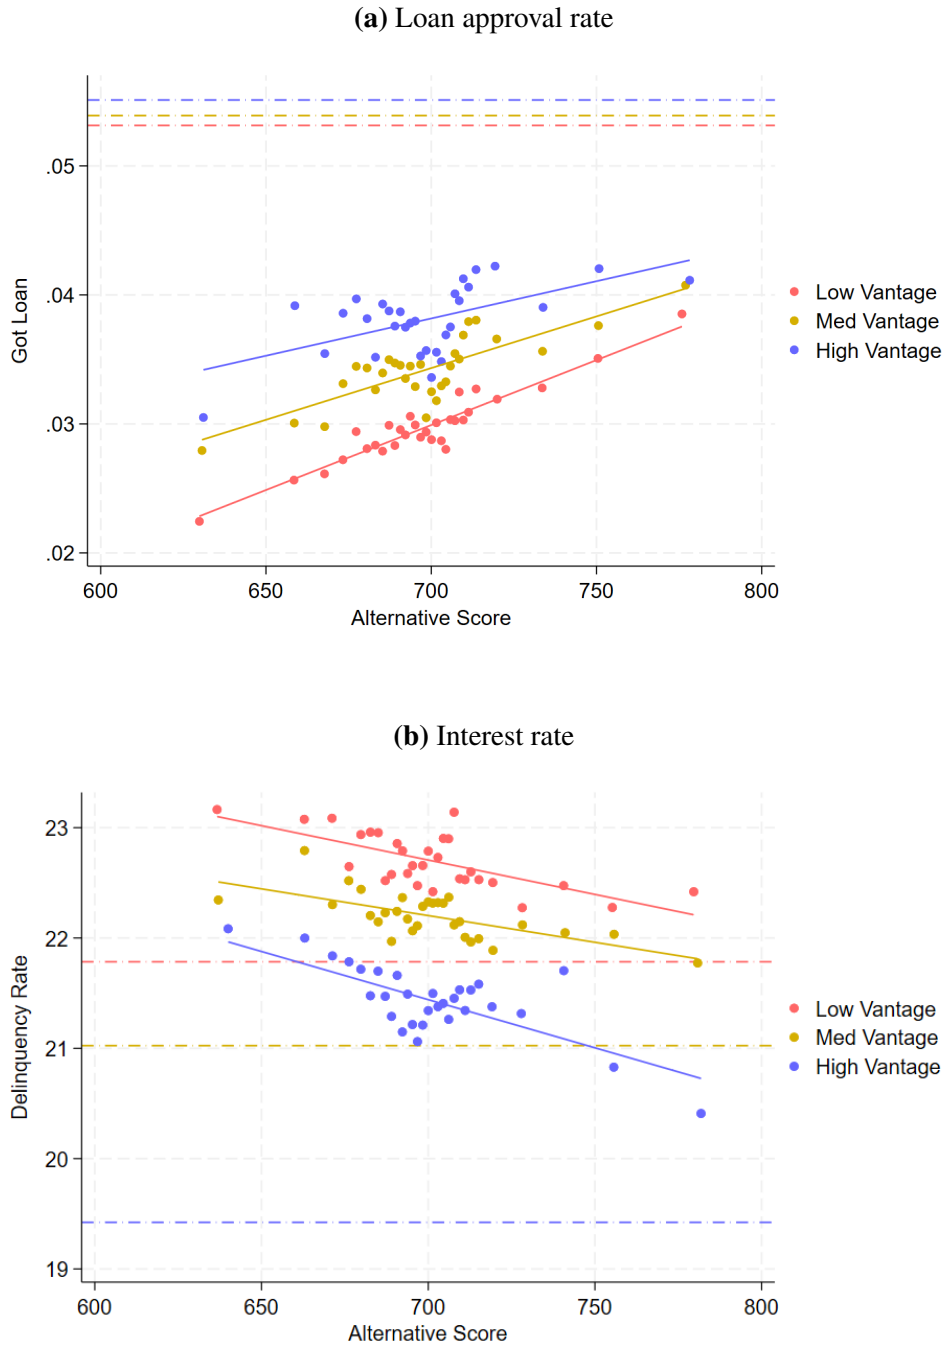 (a) Loan approval rate
.05
.04
.03
.02
Got Loan
600 650 700 750 800
Alternative Score
Low Vantage
Med Vantage
High Vantage
(b) Interest rate
23
22
21
20
19
Delinquency Rate
600 650 700 750 800
Alternative Score
Low Vantage
Med Vantage
High Vantage